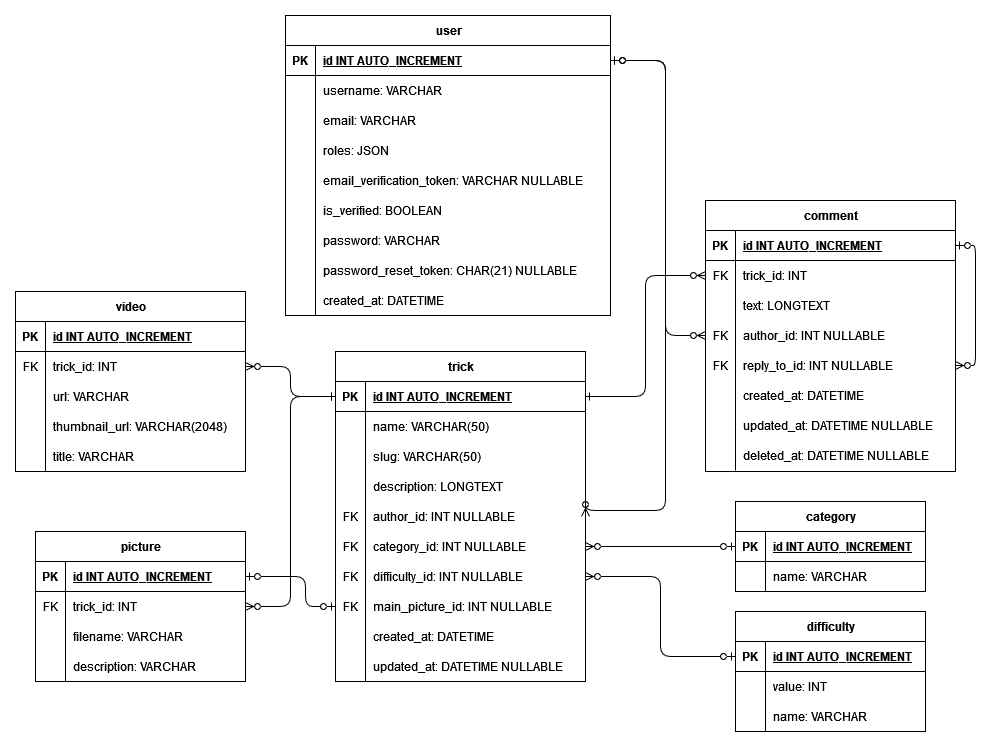 user
PK id INT AUTO_INCREMENT
username: VARCHAR
email: VARCHAR
roles: JSON
email_verification_token: VARCHAR NULLABLE
is_verified: BOOLEAN
password: VARCHAR
password_reset_token: CHAR(21) NULLABLE
created_at: DATETIME
comment
PK id INT AUTO_INCREMENT
FK trick_id: INT
text: LONGTEXT
FK author_id: INT NULLABLE
FK reply_to_id: INT NULLABLE
created_at: DATETIME
updated_at: DATETIME NULLABLE
deleted_at: DATETIME NULLABLE
video
PK id INT AUTO_INCREMENT
FK trick_id: INT
url: VARCHAR
thumbnail_url: VARCHAR(2048)
title: VARCHAR
trick
PK id INT AUTO_INCREMENT
name: VARCHAR(50)
slug: VARCHAR(50)
description: LONGTEXT
FK author_id: INT NULLABLE
FK category_id: INT NULLABLE
FK difficulty_id: INT NULLABLE
FK main_picture_id: INT NULLABLE
created_at: DATETIME
updated_at: DATETIME NULLABLE
picture
PK id INT AUTO_INCREMENT
FK trick_id: INT
filename: VARCHAR
description: VARCHAR
category
PK id INT AUTO_INCREMENT
name: VARCHAR
difficulty
PK id INT AUTO_INCREMENT
value: INT
name: VARCHAR